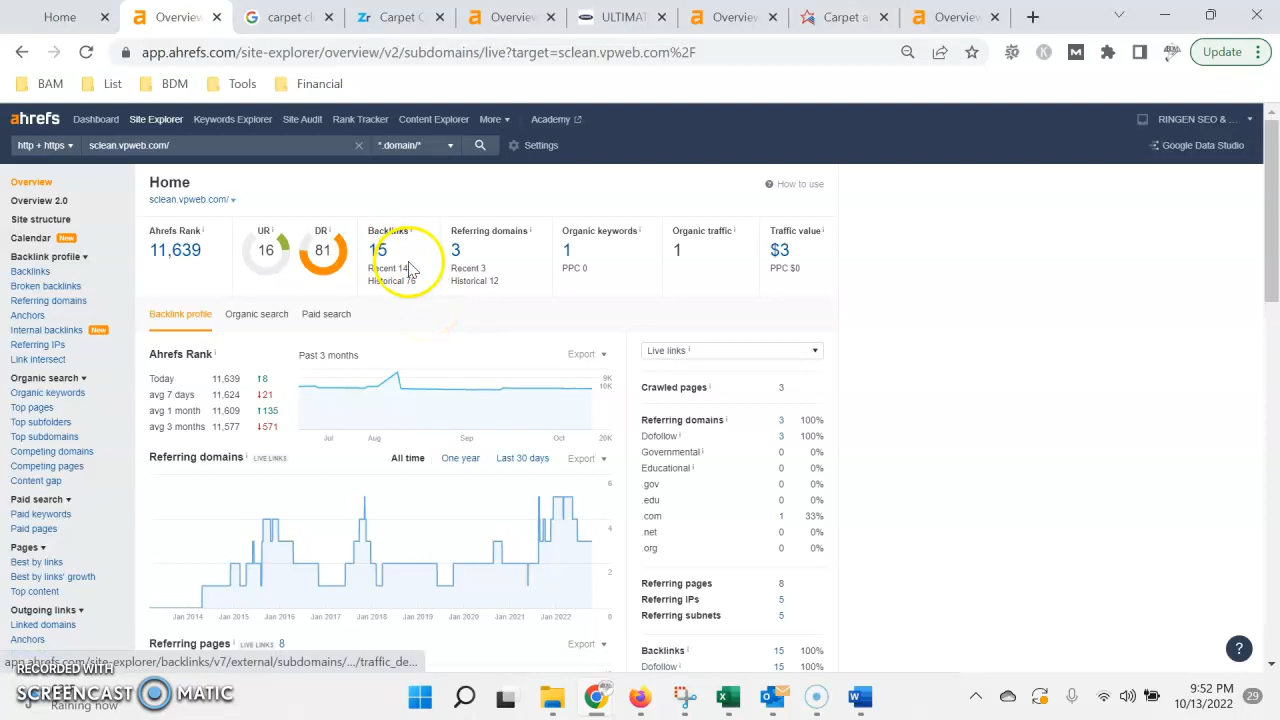 Home
Overview
carpet cl
Carpet C
Overview
ULTIMAT
Overview
Carpet a
Overview
app.ahrefs.com/site-explorer/overview/v2/subdomains/live?target=sclean.vpweb.com%2F
Update
BAM List BDM Tools Financial
ahrefs Dashboard Site Explorer Keywords Explorer Site Audit Rank Tracker Content Explorer More Academy
RINGEN SEO & ...
http + https sclean.vpweb.com/ *.domain/* Settings
Google Data Studio
Overview
Overview 2.0
Site structure
Calendar New
Backlink profile
Backlinks
Broken backlinks
Referring domains
Anchors
Internal backlinks New
Referring IPs
Link intersect
Organic search
Organic keywords
Top pages
Top subfolders
Top subdomains
Competing domains
Competing pages
Content gap
Paid search
Paid keywords
Paid pages
Pages
Best by links
Best by links' growth
Top content
Outgoing links
Linked domains
Anchors
Home
How to use
sclean.vpweb.com/
Ahrefs Rank
11,639
UR
16
DR
81
Backlinks
15
Recent 14
Historical 76
Referring domains
3
Recent 3
Historical 12
Organic keywords
1
PPC 0
Organic traffic
1
Traffic value
$3
PPC $0
Backlink profile Organic search Paid search
Ahrefs Rank
Past 3 months
Export
Today 11,639 ↑8
avg 7 days 11,624 ↓21
avg 1 month 11,609 ↑135
avg 3 months 11,577 ↓571
9K
10K
20K
Jul Aug Sep Oct
Referring domains LIVE LINKS
All time One year Last 30 days Export
6
4
2
0
Jan 2014 Jan 2015 Jan 2016 Jan 2017 Jan 2018 Jan 2019 Jan 2020 Jan 2021 Jan 2022
Referring pages LIVE LINKS 8
Export
Live links
Crawled pages 3
Referring domains 3 100%
Dofollow 3 100%
Governmental 0 0%
Educational 0 0%
.gov 0 0%
.edu 0 0%
.com 1 33%
.net 0 0%
.org 0 0%
Referring pages 8
Referring IPs 5
Referring subnets 5
Backlinks 15 100%
Dofollow 15 100%
app.ahrefs.com/site-explorer/backlinks/v7/external/subdomains/.../traffic_de...
RECORDED WITH
SCREENCAST MATIC
Raining now
9:52 PM
10/13/2022
29